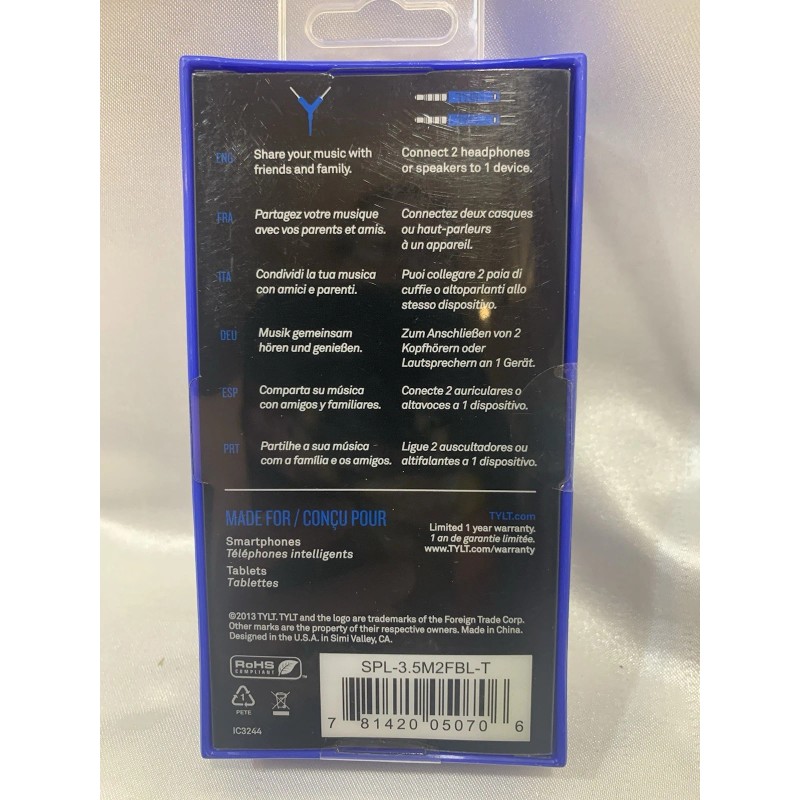 ENG
Share your music with
friends and family.
Connect 2 headphones
or speakers to 1 device.
FRA
Partagez votre musique
avec vos parents et amis.
Connectez deux casques
ou haut-parleurs
à un appareil.
ITA
Condividi la tua musica
con amici e parenti.
Puoi collegare 2 paia di
cuffie o altoparlanti allo
stesso dispositivo.
DEU
Musik gemeinsam
hören und genießen.
Zum Anschließen von 2
Kopfhörern oder
Lautsprechern an 1 Gerät.
ESP
Comparta su música
con amigos y familiares.
Conecte 2 auriculares o
altavoces a 1 dispositivo.
PRT
Partilhe a sua música
com a família e os amigos.
Ligue 2 auscultadores ou
altifalantes a 1 dispositivo.
MADE FOR / CONÇU POUR
Smartphones
Téléphones intelligents
Tablets
Tablettes
TYLT.com
Limited 1 year warranty.
1 an de garantie limitée.
www.TYLT.com/warranty
©2013 TYLT. TYLT and the logo are trademarks of the Foreign Trade Corp.
Other marks are the property of their respective owners. Made in China.
Designed in the U.S.A. in Simi Valley, CA.
RoHS
COMPLIANT
TM
1
PETE
IC3244
SPL-3.5M2FBL-T
7 81420 05070 6